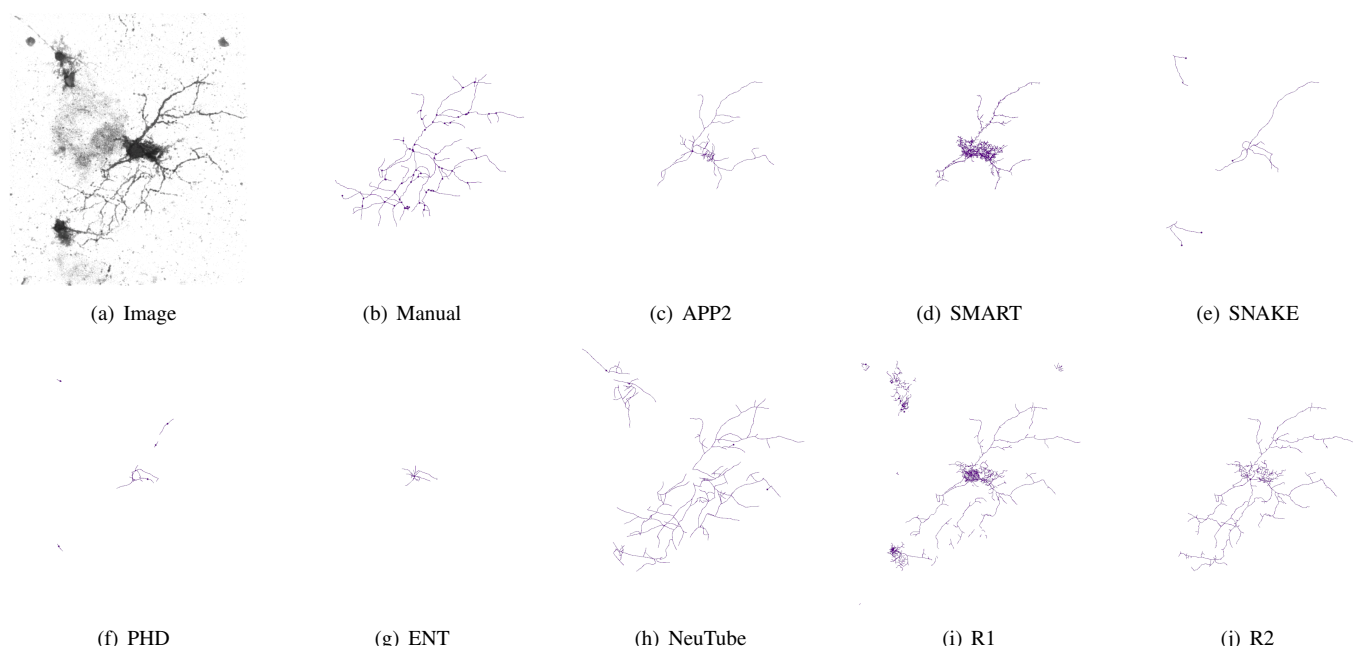 (a) Image (b) Manual (c) APP2 (d) SMART (e) SNAKE
(f) PHD (g) ENT (h) NeuTube (i) R1 (j) R2